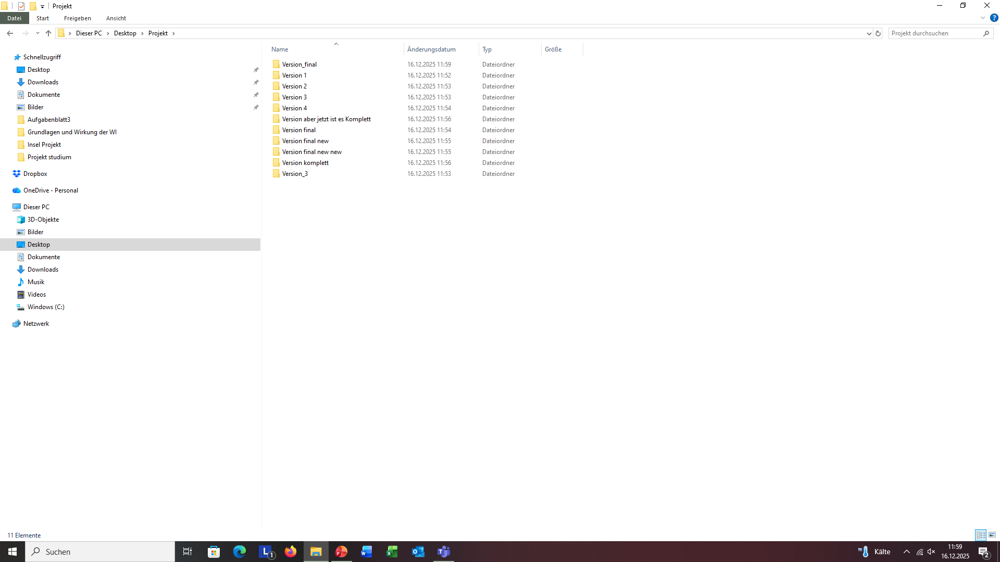 Projekt
Datei Start Freigeben Ansicht
Dieser PC Desktop Projekt
Projekt durchsuchen
Schnellzugriff
Desktop
Downloads
Dokumente
Bilder
Aufgabenblatt3
Grundlagen und Wirkung der WI
Insel Projekt
Projekt studium
Dropbox
OneDrive - Personal
Dieser PC
3D-Objekte
Bilder
Desktop
Dokumente
Downloads
Musik
Videos
Windows (C:)
Netzwerk
Name Änderungsdatum Typ Größe
Version_final 16.12.2025 11:59 Dateiordner
Version 1 16.12.2025 11:52 Dateiordner
Version 2 16.12.2025 11:53 Dateiordner
Version 3 16.12.2025 11:53 Dateiordner
Version 4 16.12.2025 11:54 Dateiordner
Version aber jetzt ist es Komplett 16.12.2025 11:56 Dateiordner
Version final 16.12.2025 11:54 Dateiordner
Version final new 16.12.2025 11:55 Dateiordner
Version final new new 16.12.2025 11:55 Dateiordner
Version komplett 16.12.2025 11:56 Dateiordner
Version_3 16.12.2025 11:53 Dateiordner
11 Elemente
Suchen
L 1
P
W
X
O
T
Kälte
11:59
16.12.2025
2